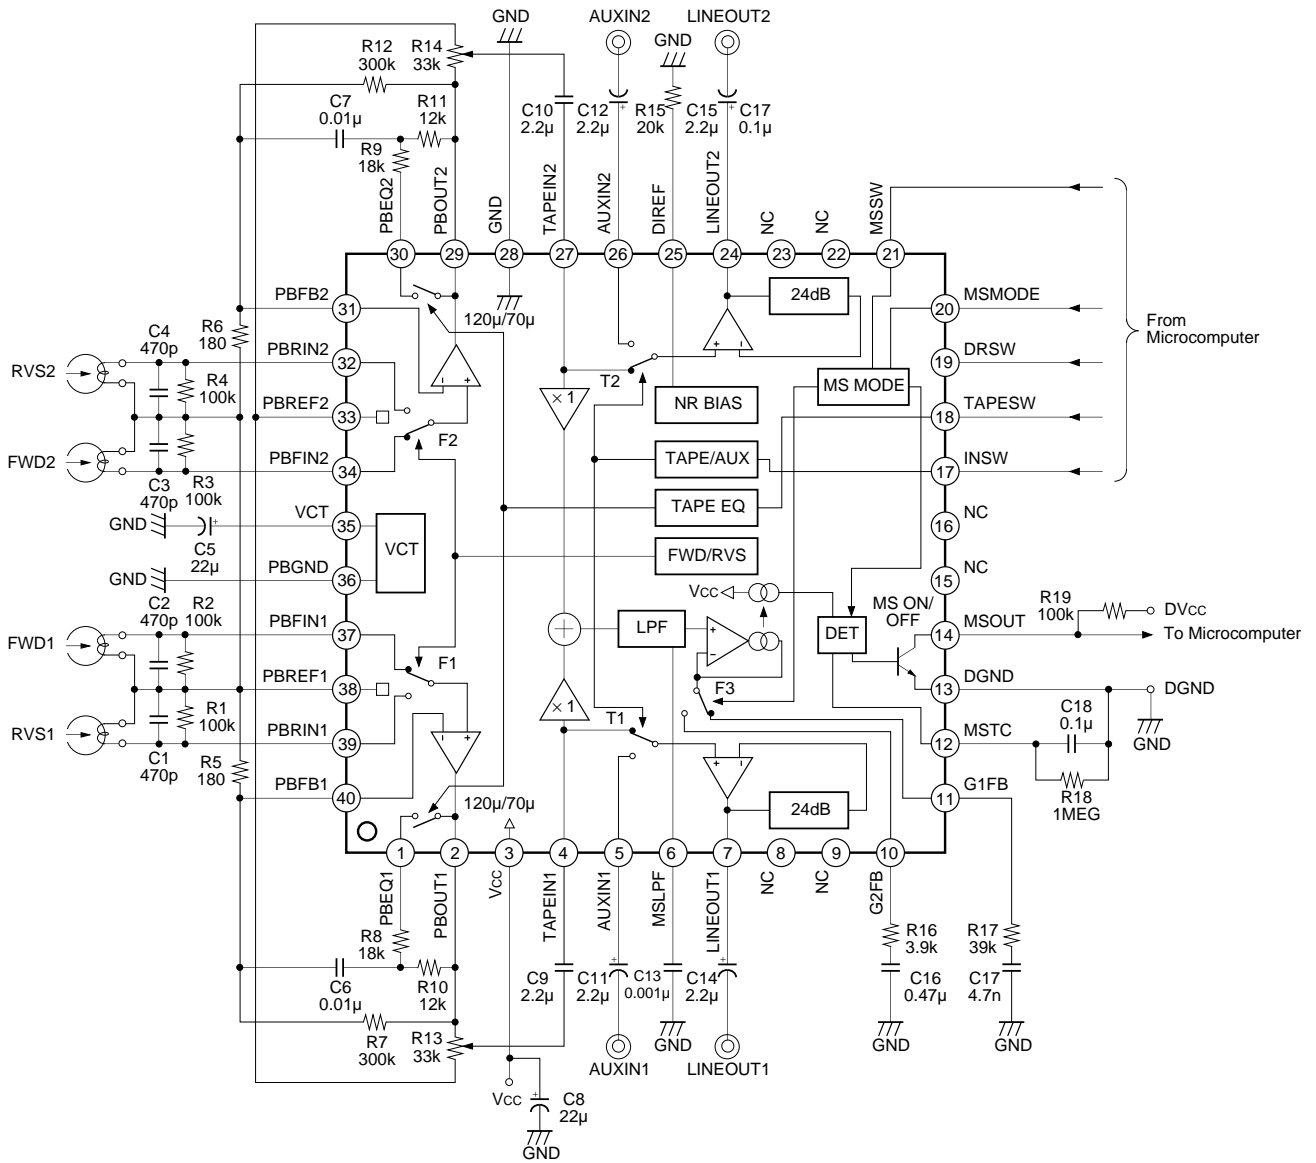 GND
AUXIN2
LINEOUT2
GND
R12
300k
R14
33k
C7
0.01μ
R11
12k
R9
18k
C10
2.2μ
C12
2.2μ
R15
20k
C15
2.2μ
C17
0.1μ
PBEQ2
PBOUT2
GND
TAPEIN2
AUXIN2
DIREF
LINEOUT2
NC
NC
MSSW
30
29
28
27
26
25
24
23
22
21
From
Microcomputer
PBFB2
31
120μ/70μ
24dB
20
MSMODE
C4
470p
R6
180
RVS2
PBRIN2
32
R4
100k
T2
MS MODE
19
DRSW
PBREF2
33
× 1
NR BIAS
18
TAPESW
F2
FWD2
PBFIN2
34
TAPE/AUX
17
INSW
C3
470p
R3
100k
GND
C5
22μ
VCT
35
VCT
TAPE EQ
16
NC
FWD/RVS
GND
PBGND
36
15
NC
C2
470p
R2
100k
Vcc
MS ON/
OFF
R19
100k
DVcc
FWD1
PBFIN1
37
LPF
+
−
DET
14
MSOUT
To Microcomputer
F1
PBREF1
38
F3
13
DGND
DGND
R1
100k
× 1
T1
C18
0.1μ
GND
RVS1
PBRIN1
39
12
MSTC
C1
470p
R5
180
R18
1MEG
PBFB1
40
120μ/70μ
24dB
11
G1FB
1
2
3
4
5
6
7
8
9
10
PBEQ1
PBOUT1
Vcc
TAPEIN1
AUXIN1
MSLPF
LINEOUT1
NC
NC
G2FB
R8
18k
R16
3.9k
R17
39k
C6
0.01μ
R10
12k
C9
2.2μ
C11
2.2μ
C13
0.001μ
C14
2.2μ
C16
0.47μ
C17
4.7n
R7
300k
R13
33k
GND
GND
GND
AUXIN1
LINEOUT1
Vcc
C8
22μ
GND